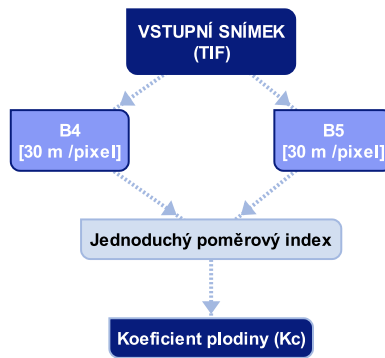 VSTUPNÍ SNÍMEK
(TIF)
B4
[30 m /pixel]
B5
[30 m /pixel]
Jednoduchý poměrový index
Koeficient plodiny (Kc)